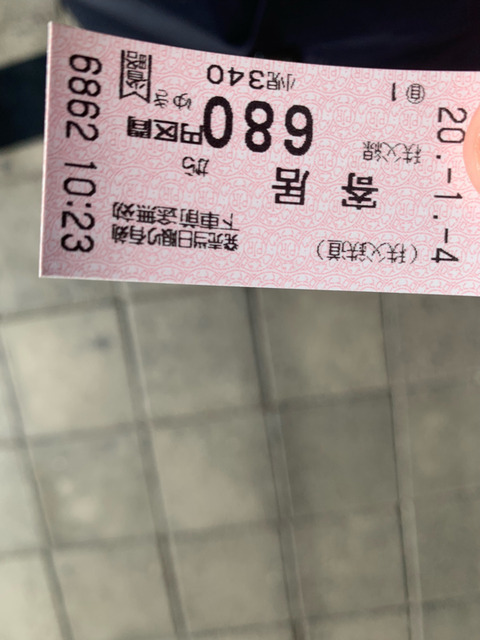 （秩父鉄道）
寄居から
秩父線
680円区間ゆき
小児340
発売当日限り有効
下車前途無効
20.-1.-4
6862 10:23